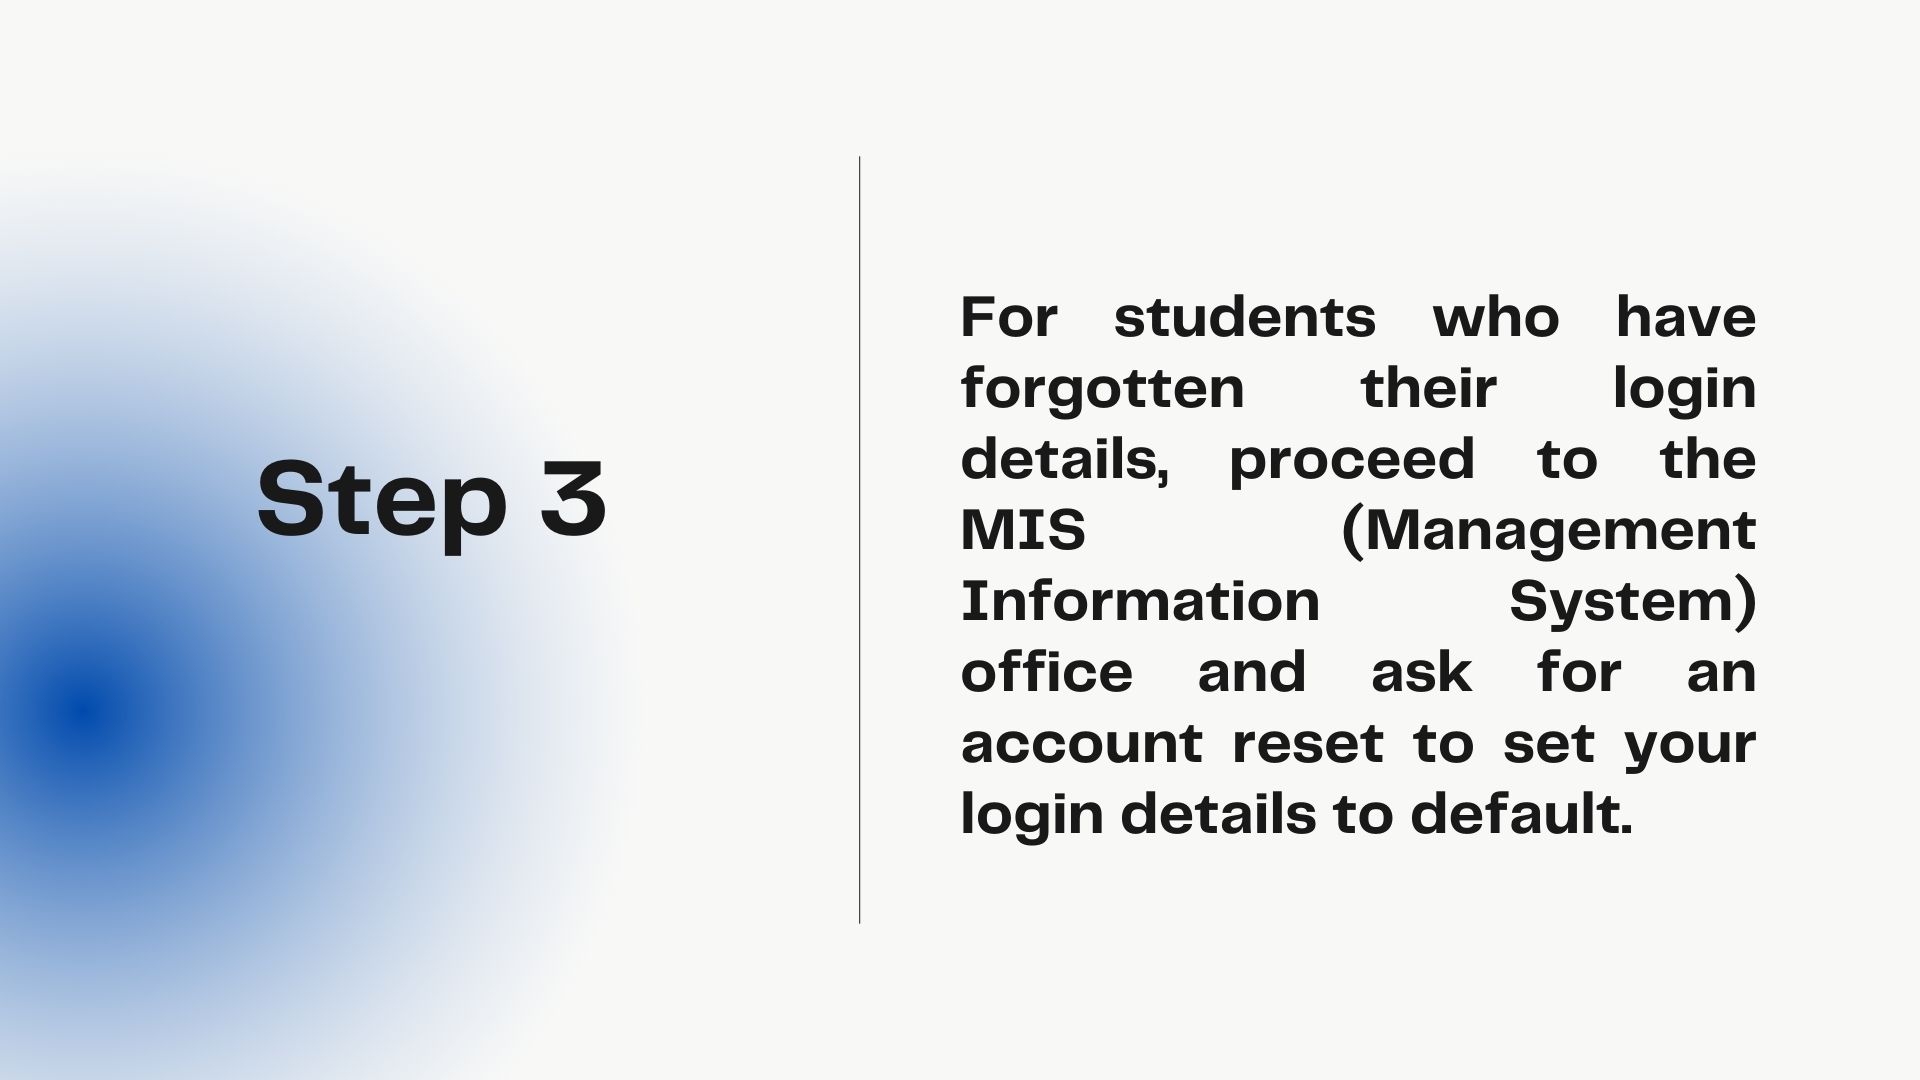 Step 3
For students who have
forgotten their login
details, proceed to the
MIS (Management
Information System)
office and ask for an
account reset to set your
login details to default.